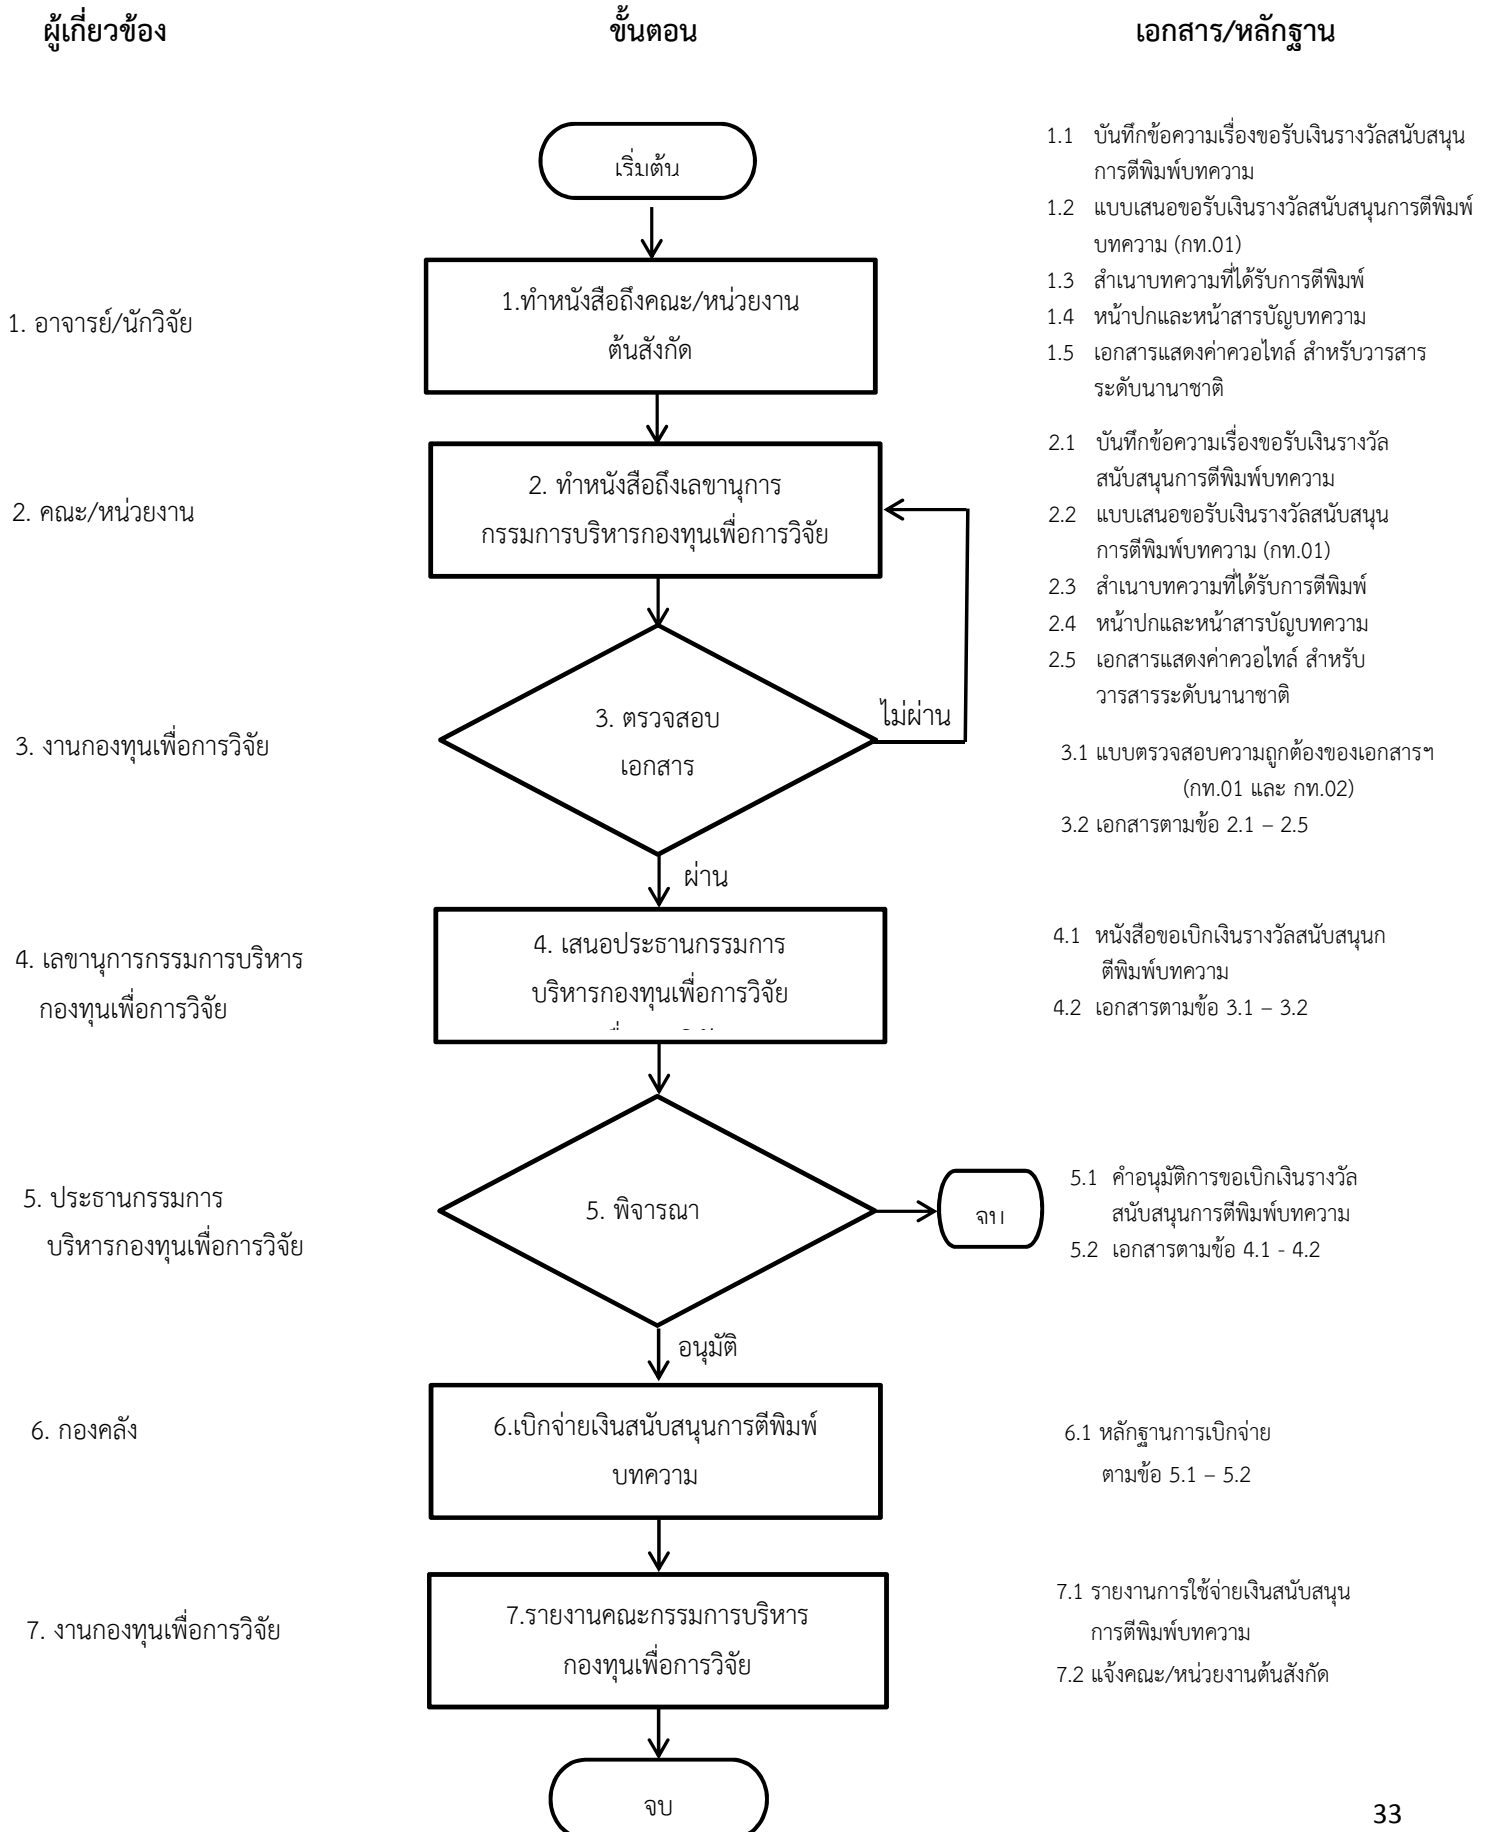 ผู้เกี่ยวข้อง
ขั้นตอน
เอกสาร/หลักฐาน
เริ่มต้น
1.1 บันทึกข้อความเรื่องขอรับเงินรางวัลสนับสนุน
การตีพิมพ์บทความ
1.2 แบบเสนอขอรับเงินรางวัลสนับสนุนการตีพิมพ์
บทความ (กท.01)
1.3 สำเนาบทความที่ได้รับการตีพิมพ์
1.4 หน้าปกและหน้าสารบัญบทความ
1.5 เอกสารแสดงค่าควอไทล์ สำหรับวารสาร
ระดับนานาชาติ
1. อาจารย์/นักวิจัย
1.ทำหนังสือถึงคณะ/หน่วยงาน
ต้นสังกัด
2. คณะ/หน่วยงาน
2. ทำหนังสือถึงเลขานุการ
กรรมการบริหารกองทุนเพื่อการวิจัย
2.1 บันทึกข้อความเรื่องขอรับเงินรางวัล
สนับสนุนการตีพิมพ์บทความ
2.2 แบบเสนอขอรับเงินรางวัลสนับสนุน
การตีพิมพ์บทความ (กท.01)
2.3 สำเนาบทความที่ได้รับการตีพิมพ์
2.4 หน้าปกและหน้าสารบัญบทความ
2.5 เอกสารแสดงค่าควอไทล์ สำหรับ
วารสารระดับนานาชาติ
3. งานกองทุนเพื่อการวิจัย
3. ตรวจสอบ
เอกสาร
ไม่ผ่าน
ผ่าน
3.1 แบบตรวจสอบความถูกต้องของเอกสารฯ
(กท.01 และ กท.02)
3.2 เอกสารตามข้อ 2.1 – 2.5
4. เลขานุการกรรมการบริหาร
กองทุนเพื่อการวิจัย
4. เสนอประธานกรรมการ
บริหารกองทุนเพื่อการวิจัย
4.1 หนังสือขอเบิกเงินรางวัลสนับสนุนก
ตีพิมพ์บทความ
4.2 เอกสารตามข้อ 3.1 – 3.2
5. ประธานกรรมการ
บริหารกองทุนเพื่อการวิจัย
5. พิจารณา
จบ
อนุมัติ
5.1 คำอนุมัติการขอเบิกเงินรางวัล
สนับสนุนการตีพิมพ์บทความ
5.2 เอกสารตามข้อ 4.1 - 4.2
6. กองคลัง
6.เบิกจ่ายเงินสนับสนุนการตีพิมพ์
บทความ
6.1 หลักฐานการเบิกจ่าย
ตามข้อ 5.1 – 5.2
7. งานกองทุนเพื่อการวิจัย
7.รายงานคณะกรรมการบริหาร
กองทุนเพื่อการวิจัย
7.1 รายงานการใช้จ่ายเงินสนับสนุน
การตีพิมพ์บทความ
7.2 แจ้งคณะ/หน่วยงานต้นสังกัด
จบ
33